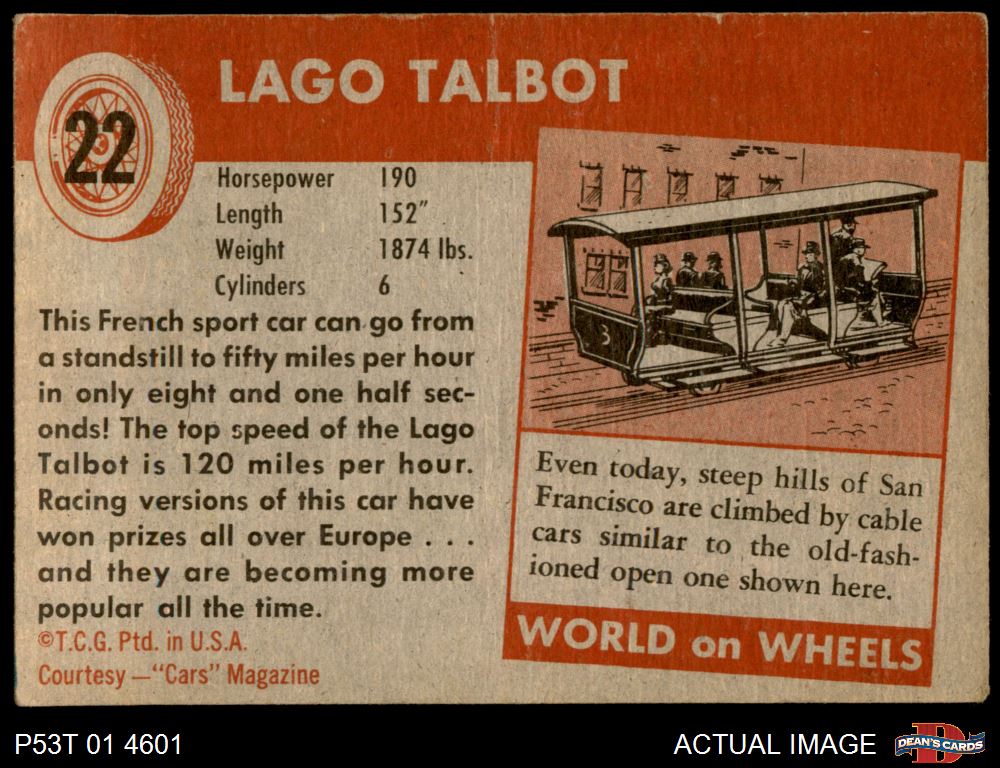 22
LAGO TALBOT
Horsepower 190
Length 152"
Weight 1874 lbs.
Cylinders 6
This French sport car can go from
a standstill to fifty miles per hour
in only eight and one half sec-
onds! The top speed of the Lago
Talbot is 120 miles per hour.
Racing versions of this car have
won prizes all over Europe . . .
and they are becoming more
popular all the time.
©T.C.G. Ptd. in U.S.A.
Courtesy—"Cars" Magazine
3
Even today, steep hills of San
Francisco are climbed by cable
cars similar to the old-fash-
ioned open one shown here.
WORLD on WHEELS
P53T 01 4601
ACTUAL IMAGE
D
DEAN'S CARDS